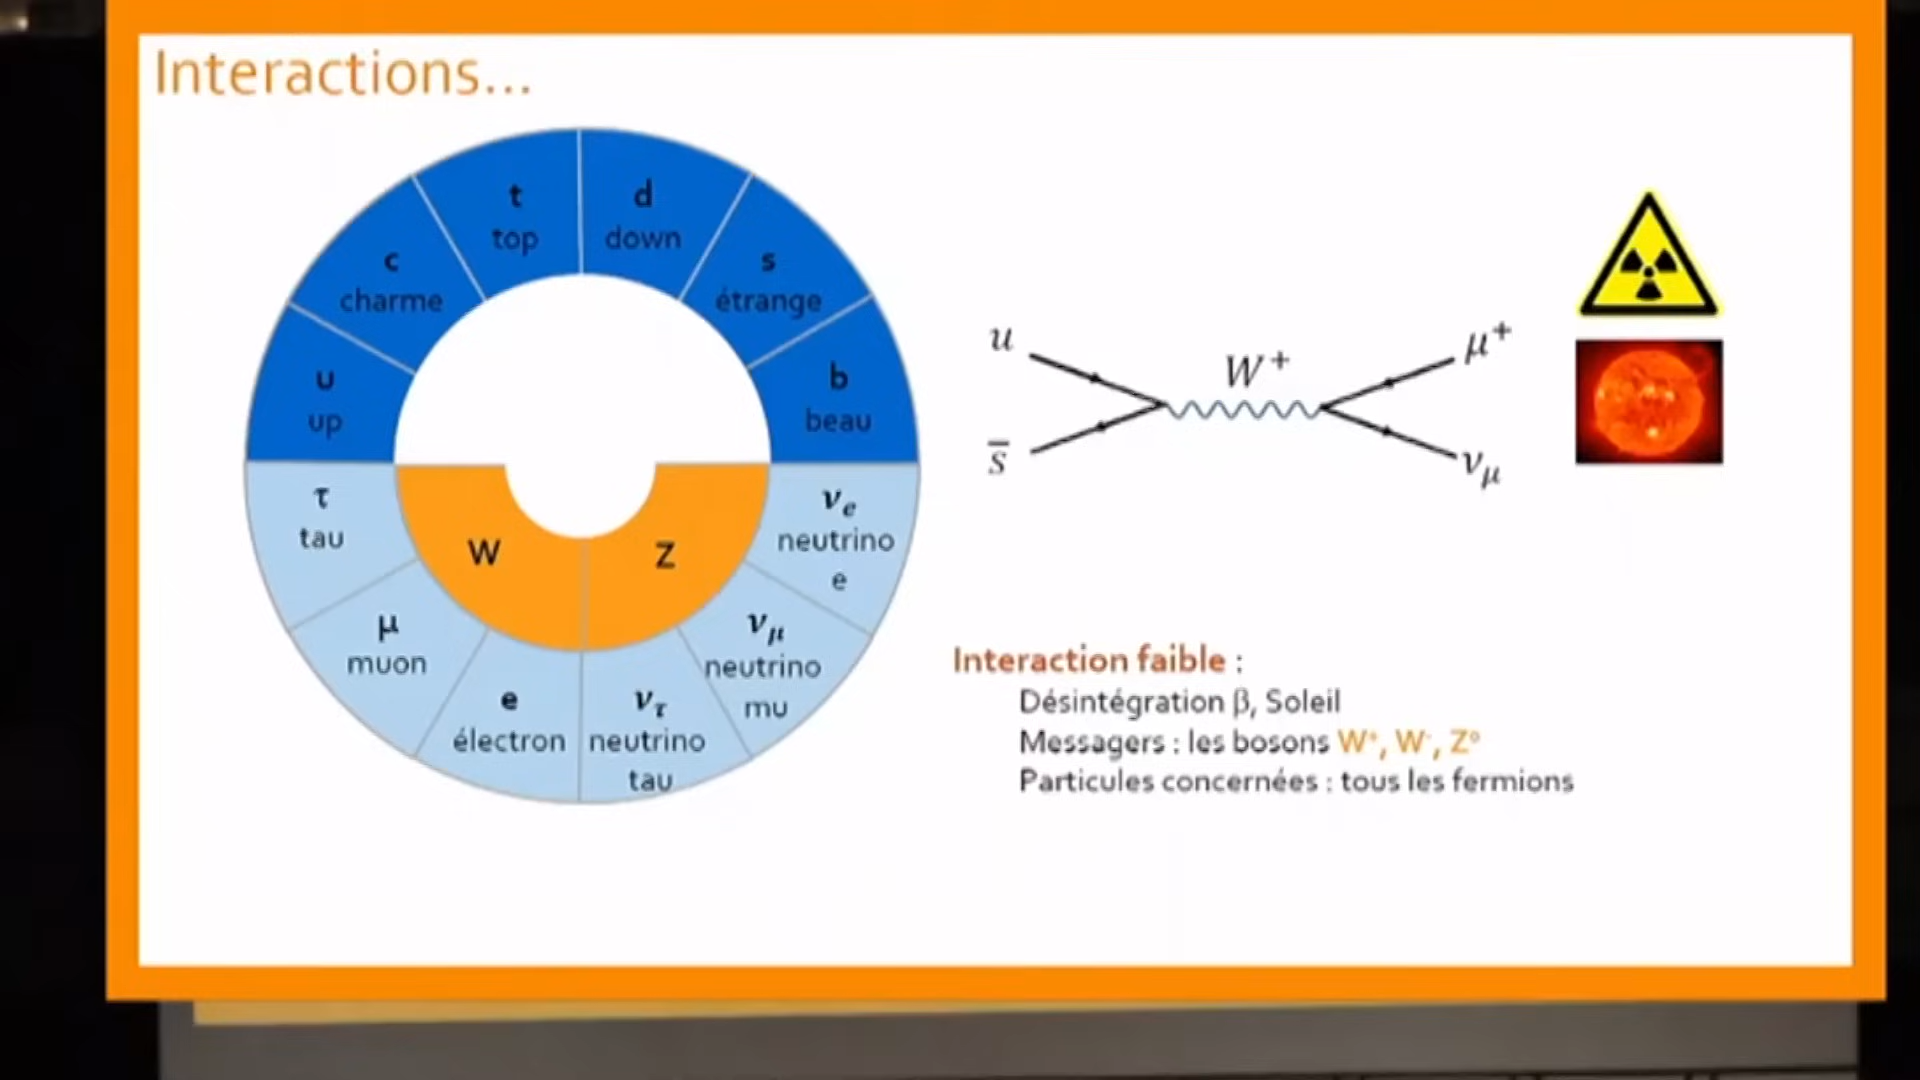 Interactions...
t
top
d
down
c
charme
s
étrange
u
up
b
beau
τ
tau
W
Z
νe
neutrino
e
μ
muon
νμ
neutrino
mu
e
électron
ντ
neutrino
tau
u
s̅
W⁺
μ⁺
νμ
Interaction faible :
Désintégration β, Soleil
Messagers : les bosons W⁺, W⁻, Z⁰
Particules concernées : tous les fermions